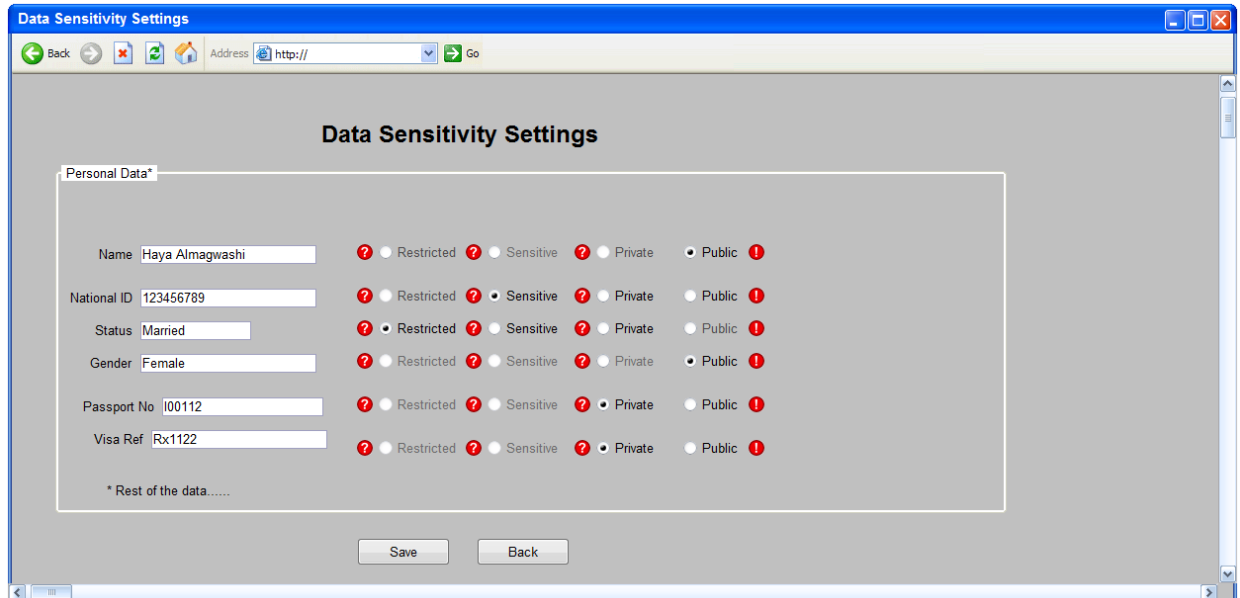 Data Sensitivity Settings
Back Address http:// Go
Data Sensitivity Settings
Personal Data*
Name Haya Almagwashi ? Restricted ? Sensitive ? Private Public !
National ID 123456789 ? Restricted ? Sensitive ? Private Public !
Status Married ? Restricted ? Sensitive ? Private Public !
Gender Female ? Restricted ? Sensitive ? Private Public !
Passport No I00112 ? Restricted ? Sensitive ? Private Public !
Visa Ref Rx1122 ? Restricted ? Sensitive ? Private Public !
* Rest of the data......
Save Back